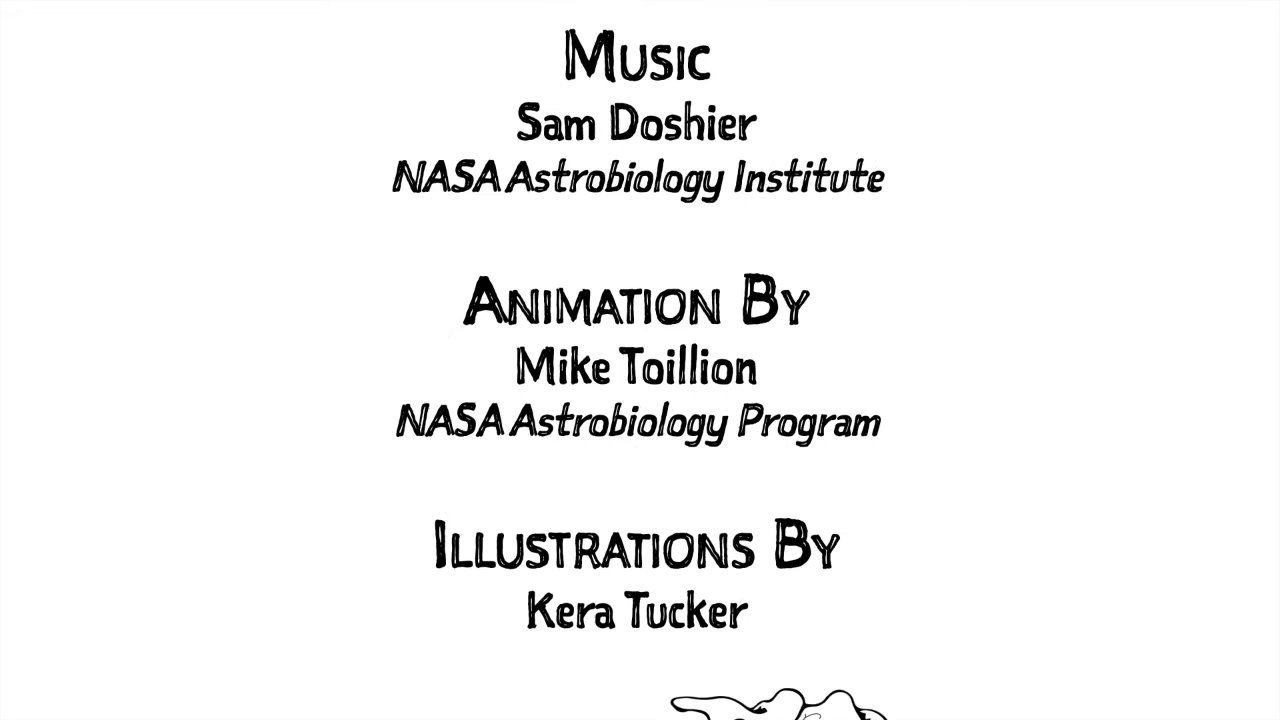 Music
Sam Doshier
NASA Astrobiology Institute
Animation By
Mike Toillion
NASA Astrobiology Program
Illustrations By
Kera Tucker